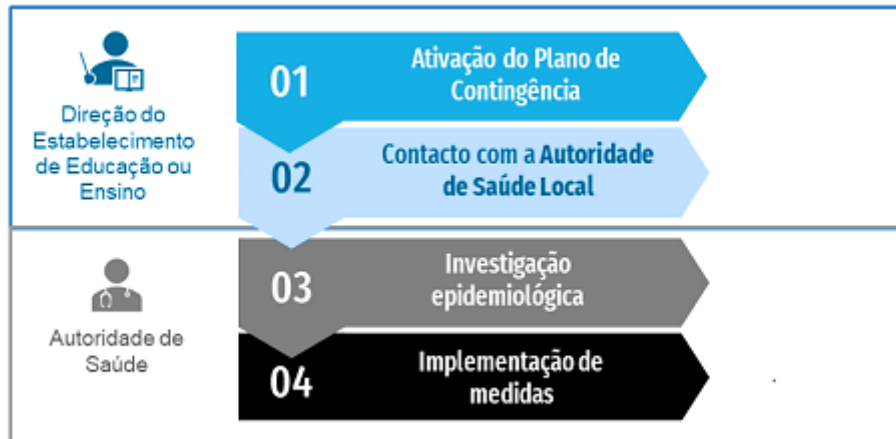 Direção do
Estabelecimento
de Educação ou
Ensino
01
Ativação do Plano de
Contingência
02
Contacto com a Autoridade
de Saúde Local
Autoridade de
Saúde
03
Investigação
epidemiológica
04
Implementação de
medidas